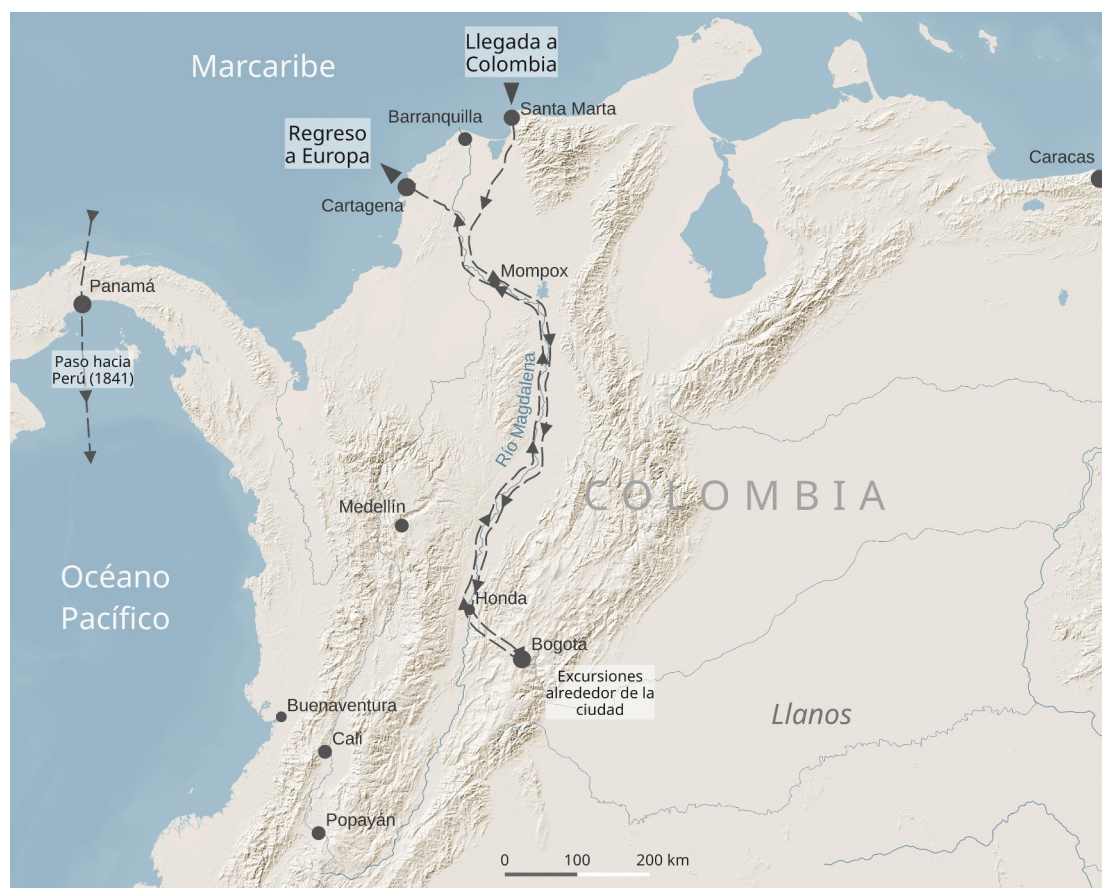 Llegada a
Colombia
Marcaribe
Santa Marta
Barranquilla
Regreso
a Europa
Caracas
Cartagena
Mompox
Panamá
Paso hacia
Perú (1841)
Río Magdalena
COLOMBIA
Medellín
Océano
Pacífico
Honda
Bogotá
Excursiones
alrededor de la
ciudad
Buenaventura
Llanos
Cali
Popayán
0 100 200 km